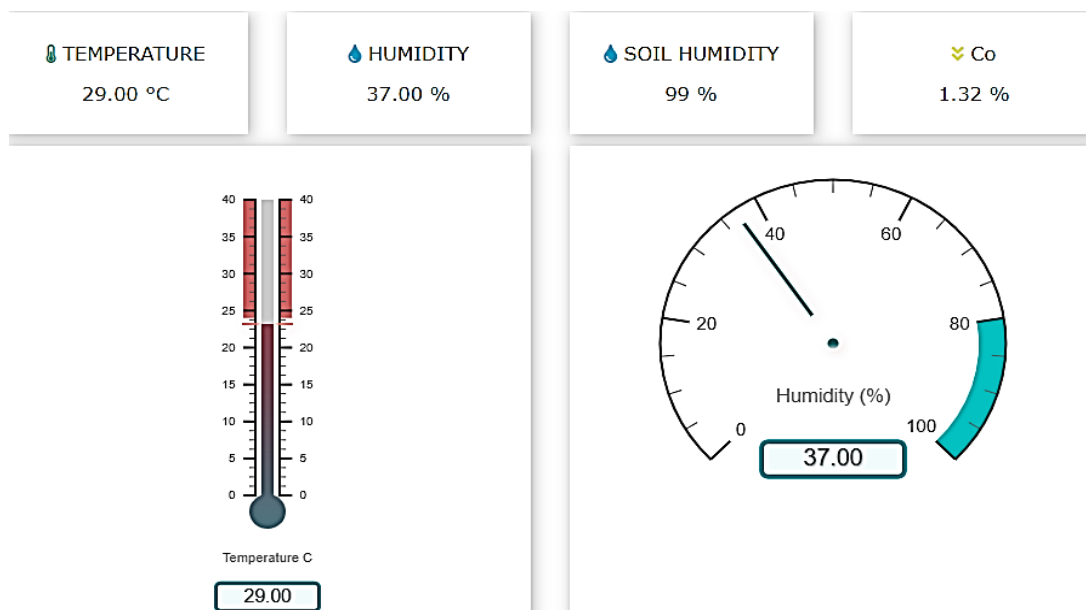 TEMPERATURE
29.00 °C
HUMIDITY
37.00 %
SOIL HUMIDITY
99 %
Co
1.32 %
40 40
35 35
30 30
25 25
20 20
15 15
10 10
5 5
0 0
Temperature C
29.00
40 60
20 80
0 100
Humidity (%)
37.00